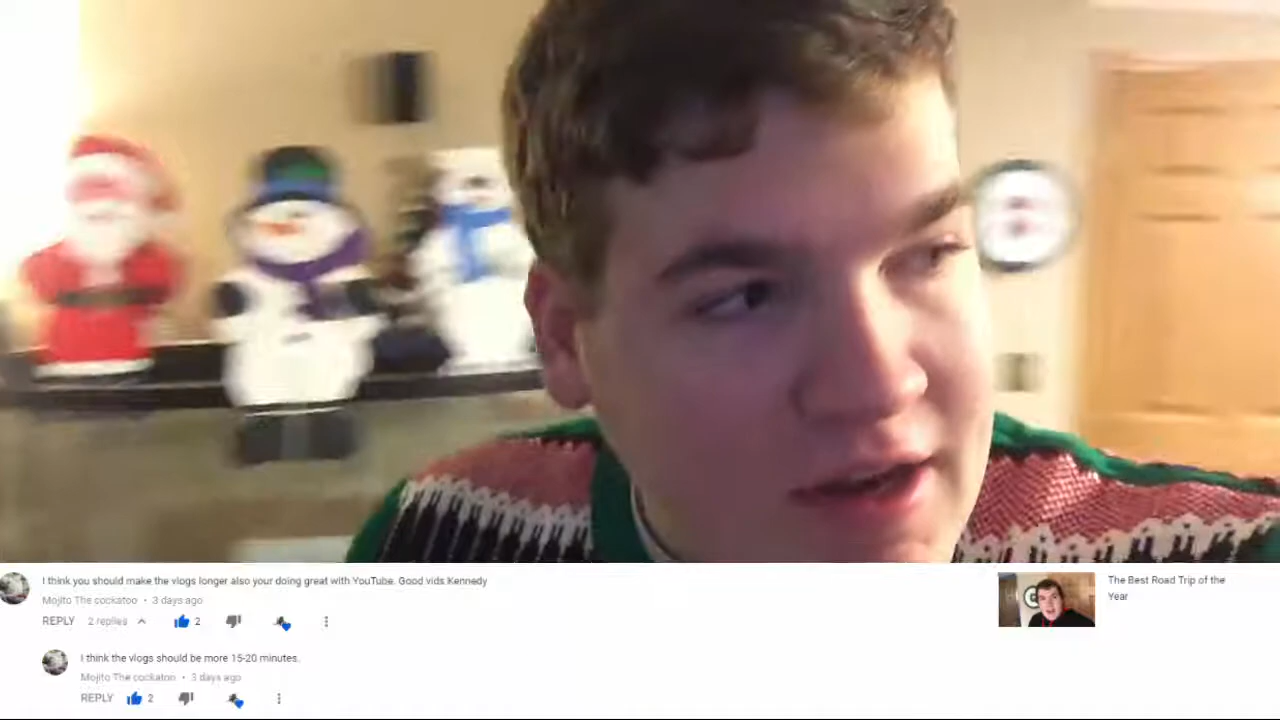 I think you should make the vlogs longer also your doing great with YouTube. Good vids Kennedy
Mojito The cockatoo • 3 days ago
REPLY 2 replies 2
I think the vlogs should be more 15-20 minutes.
Mojito The cockatoo • 3 days ago
REPLY 2
The Best Road Trip of the
Year